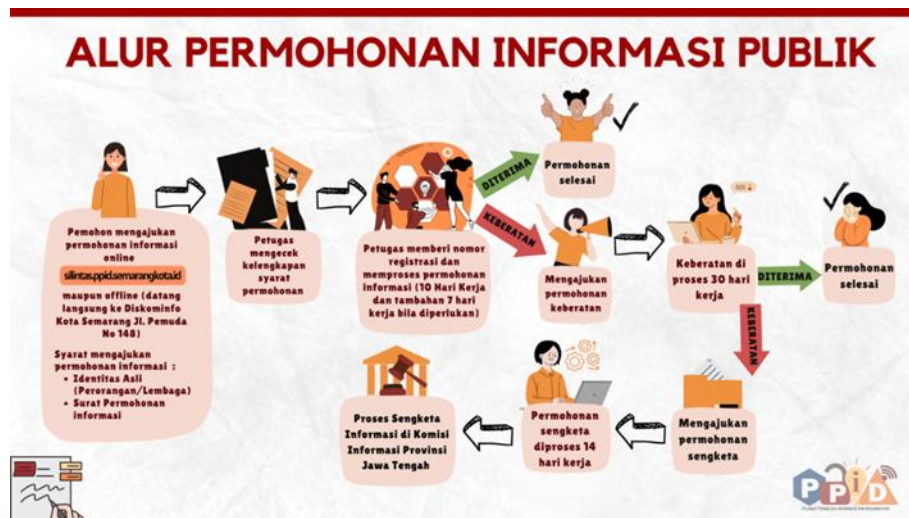 ALUR PERMOHONAN INFORMASI PUBLIK
Pemohon mengajukan
permohonan informasi
online
silintas.ppid.semarangkota.id
maupun offline (datang
langsung ke Diskominfo
Kota Semarang Jl. Pemuda
No 148)
Syarat mengajukan
permohonan informasi :
• Identitas Asli
(Perorangan/Lembaga)
• Surat Permohonan
informasi
Petugas
mengecek
kelengkapan
syarat
permohonan
Petugas memberi nomor
registrasi dan
memproses permohonan
informasi (10 Hari Kerja
dan tambahan 7 hari
kerja bila diperlukan)
DITERIMA
Permohonan
selesai
KEBERATAN
Mengajukan
permohonan
keberatan
Keberatan di
proses 30 hari
kerja
DITERIMA
Permohonan
selesai
KEBERATAN
Mengajukan
permohonan
sengketa
Permohonan
sengketa
diproses 14
hari kerja
Proses Sengketa
Informasi di Komisi
Informasi Provinsi
Jawa Tengah
PPiD